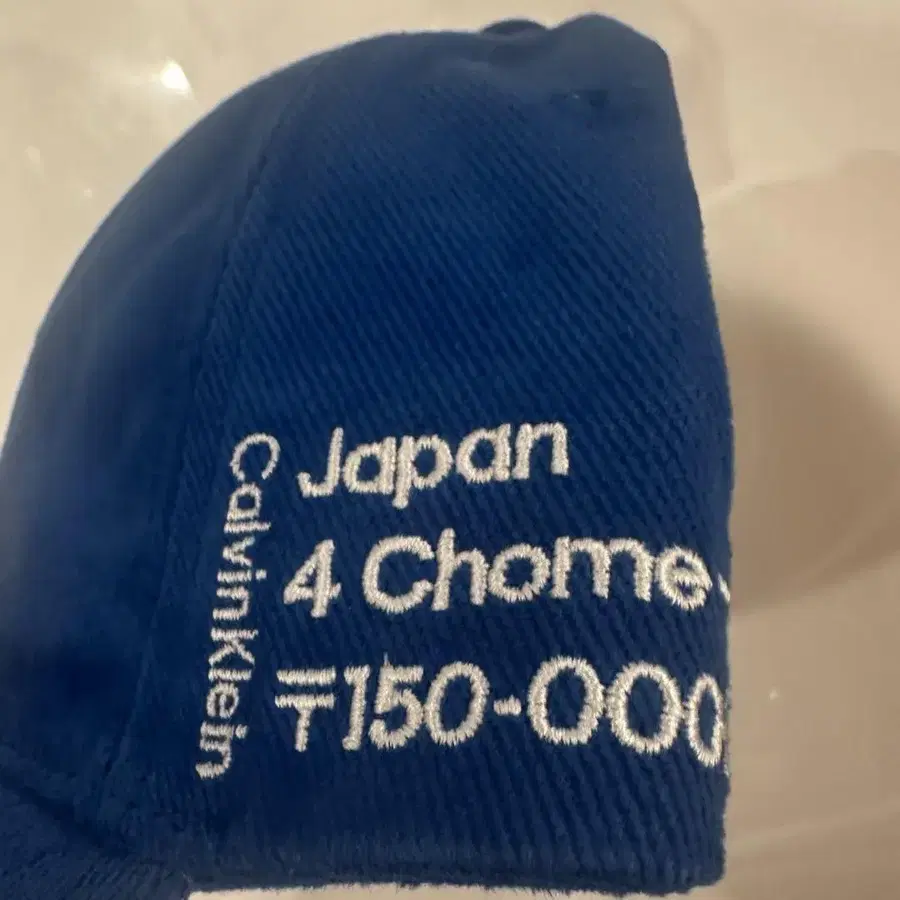 CalvinKlein
Japan
4 Chome-
〒150-000